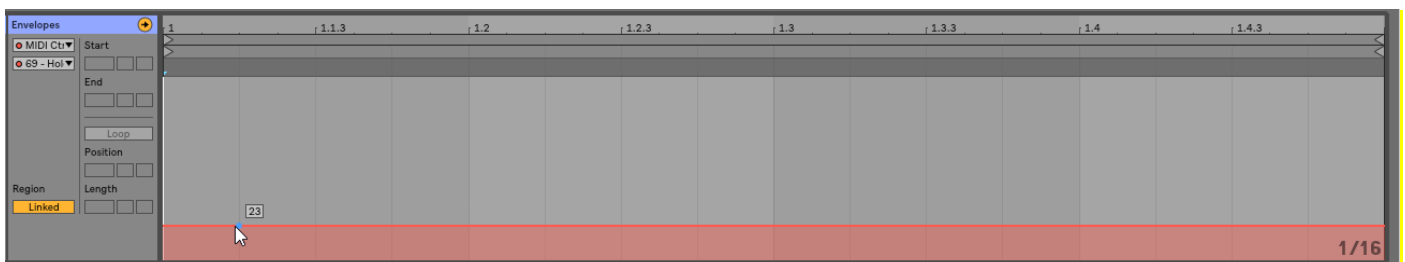 Envelopes
MIDI Ctr
69 - Hol
Region
Linked
Start
End
Loop
Position
Length
1 1.1.3 1.2 1.2.3 1.3 1.3.3 1.4 1.4.3
23
1/16